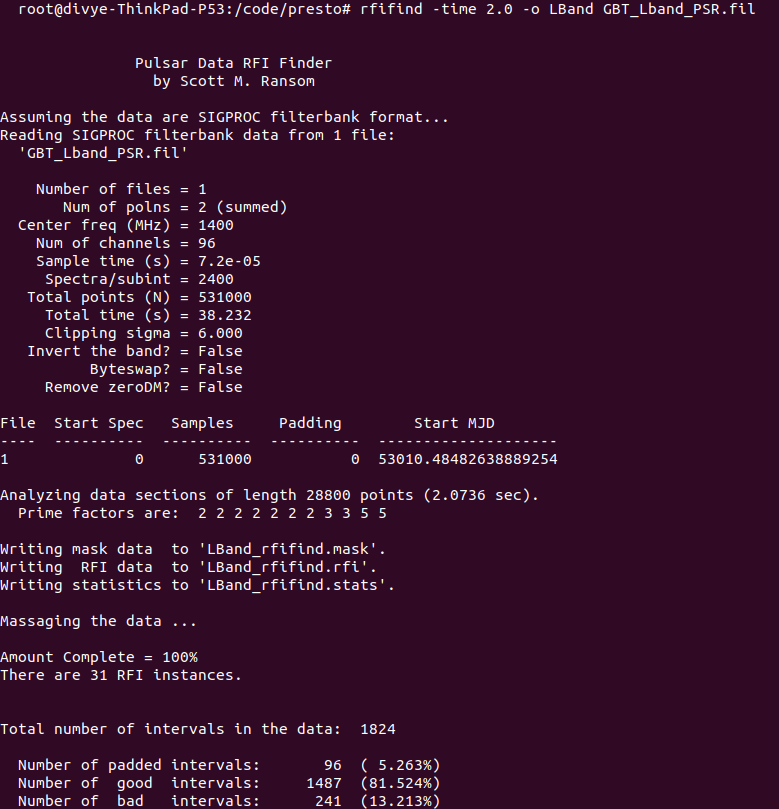 root@divye-ThinkPad-P53:/code/presto# rfifind -time 2.0 -o LBand GBT_Lband_PSR.fil
Pulsar Data RFI Finder
by Scott M. Ransom
Assuming the data are SIGPROC filterbank format...
Reading SIGPROC filterbank data from 1 file:
'GBT_Lband_PSR.fil'
Number of files = 1
Num of polns = 2 (summed)
Center freq (MHz) = 1400
Num of channels = 96
Sample time (s) = 7.2e-05
Spectra/subint = 2400
Total points (N) = 531000
Total time (s) = 38.232
Clipping sigma = 6.000
Invert the band? = False
Byteswap? = False
Remove zeroDM? = False
File  Start Spec   Samples     Padding        Start MJD
----  ----------  ----------  ----------  --------------------
1              0      531000           0  53010.48482638889254
Analyzing data sections of length 28800 points (2.0736 sec).
Prime factors are:  2 2 2 2 2 2 2 3 3 5 5
Writing mask data  to 'LBand_rfifind.mask'.
Writing  RFI data  to 'LBand_rfifind.rfi'.
Writing statistics to 'LBand_rfifind.stats'.
Massaging the data ...
Amount Complete = 100%
There are 31 RFI instances.
Total number of intervals in the data:  1824
Number of padded intervals:       96  ( 5.263%)
Number of  good  intervals:     1487  (81.524%)
Number of  bad   intervals:      241  (13.213%)